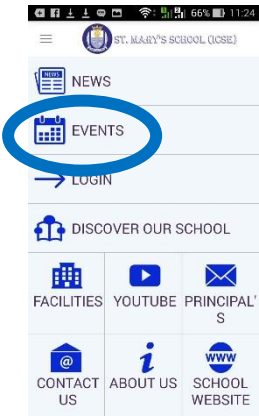 66% 11:24
ST. MARY'S SCHOOL (ICSE)
NEWS
NEWS
EVENTS
LOGIN
DISCOVER OUR SCHOOL
FACILITIES YOUTUBE PRINCIPAL'
S
@
www
CONTACT ABOUT US SCHOOL
US WEBSITE